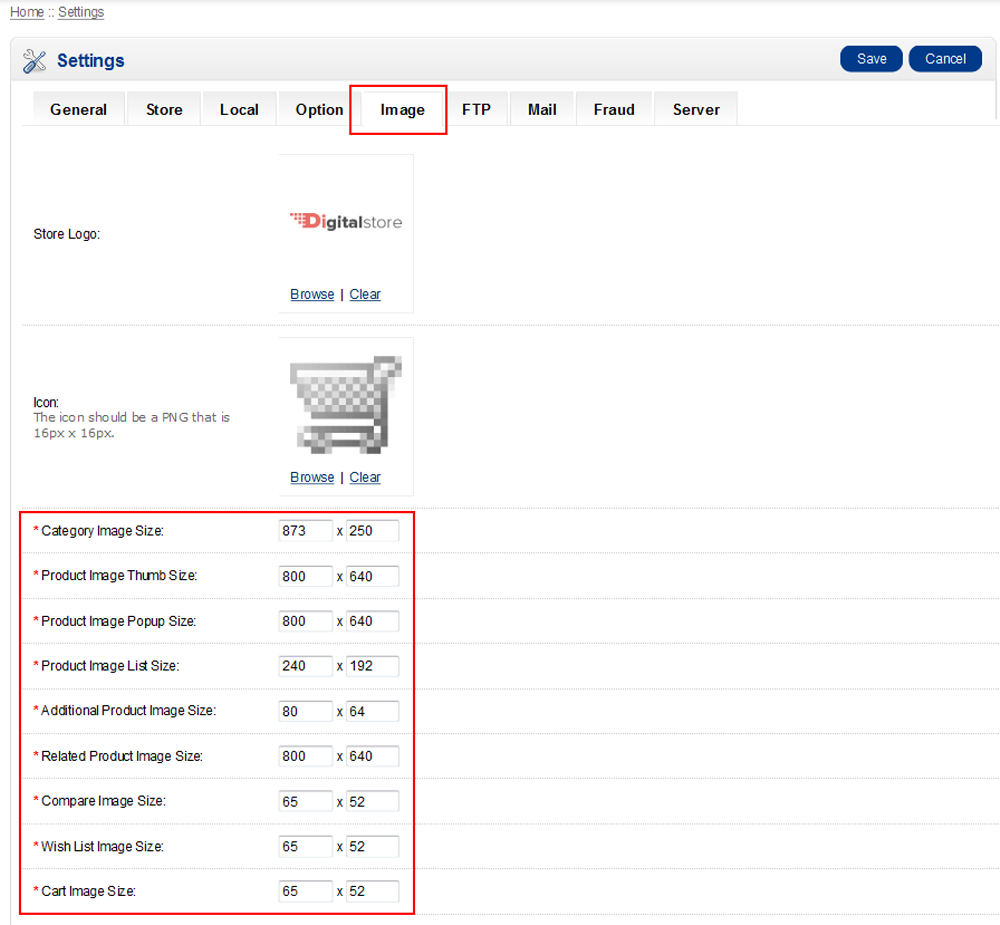 Home :: Settings
Settings
Save Cancel
General Store Local Option Image FTP Mail Fraud Server
Digitalstore
Store Logo:
Browse | Clear
Icon:
The icon should be a PNG that is
16px x 16px.
Browse | Clear
* Category Image Size: 873 x 250
* Product Image Thumb Size: 800 x 640
* Product Image Popup Size: 800 x 640
* Product Image List Size: 240 x 192
* Additional Product Image Size: 80 x 64
* Related Product Image Size: 800 x 640
* Compare Image Size: 65 x 52
* Wish List Image Size: 65 x 52
* Cart Image Size: 65 x 52